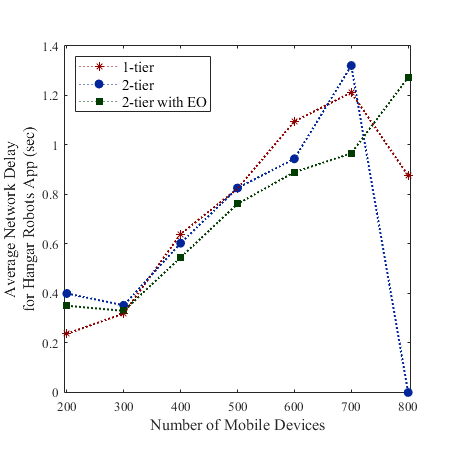 1.4
1.2
1
0.8
0.6
0.4
0.2
0
1-tier
2-tier
2-tier with EO
Average Network Delay
for Hangar Robots App (sec)
200 300 400 500 600 700 800
Number of Mobile Devices